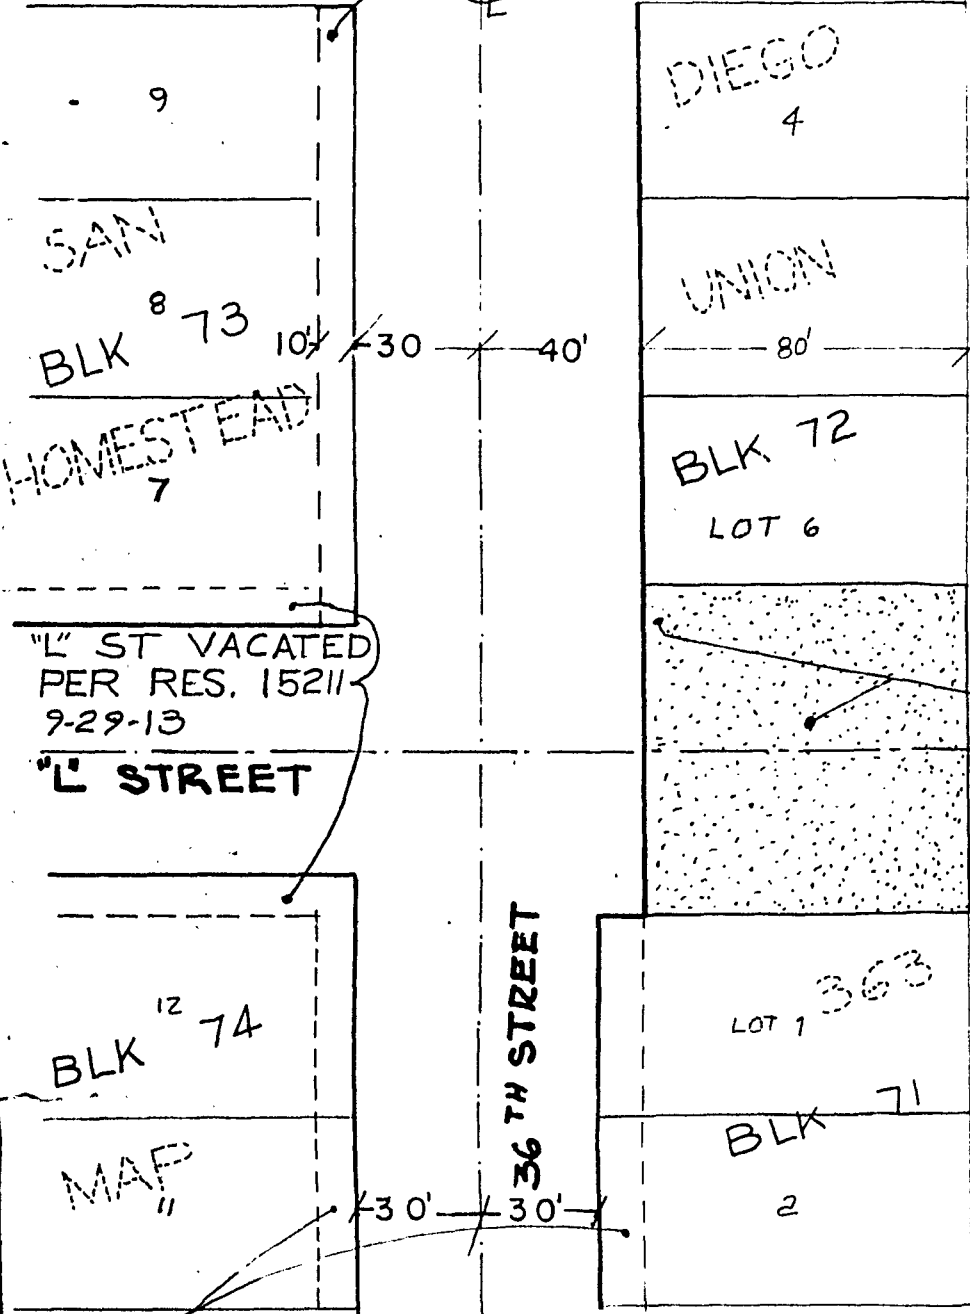 9
DIEGO
4
SAN
UNION
8
BLK 73
10'
30
40'
80'
HOMESTEAD
7
BLK 72
LOT 6
"L" ST VACATED
PER RES. 15211
9-29-13
"L" STREET
36TH STREET
12
BLK 74
363
LOT 1
BLK 71
MAP
11
30'
30'
2